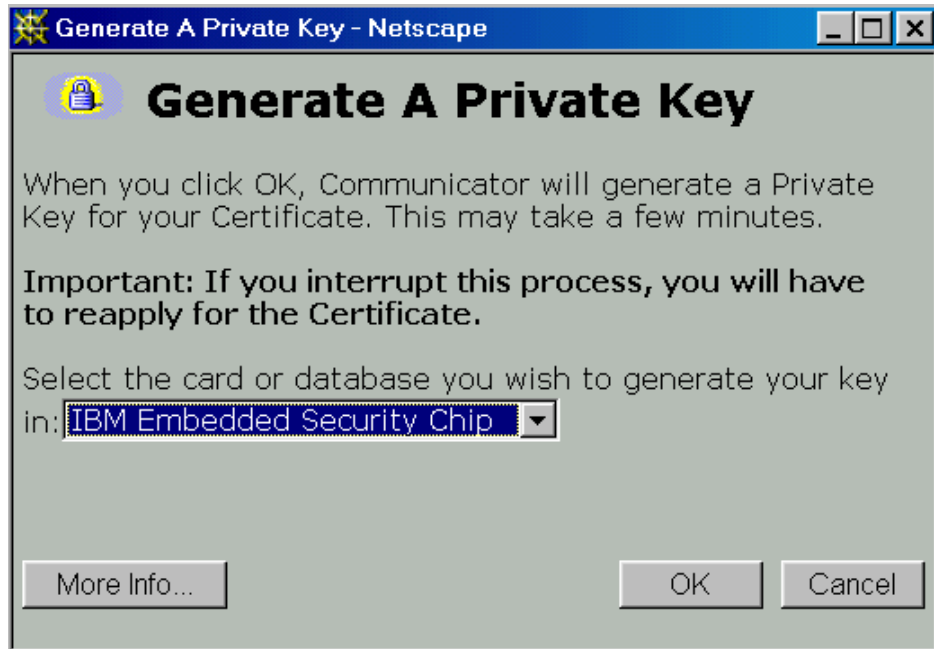 Generate A Private Key - Netscape
Generate A Private Key
When you click OK, Communicator will generate a Private
Key for your Certificate. This may take a few minutes.
Important: If you interrupt this process, you will have
to reapply for the Certificate.
Select the card or database you wish to generate your key
in: IBM Embedded Security Chip
More Info... OK Cancel